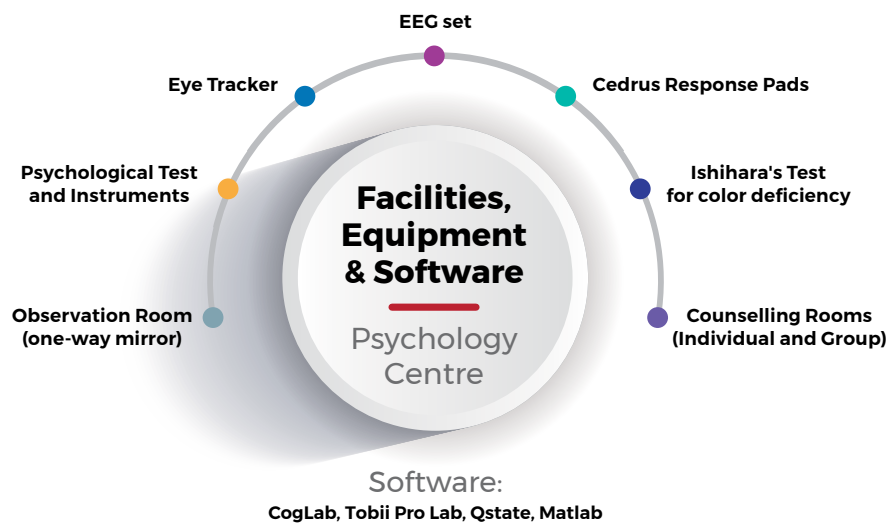 EEG set
Eye Tracker
Cedrus Response Pads
Psychological Test
and Instruments
Ishihara's Test
for color deficiency
Facilities,
Equipment
& Software
Psychology
Centre
Observation Room
(one-way mirror)
Counselling Rooms
(Individual and Group)
Software:
CogLab, Tobii Pro Lab, Qstate, Matlab